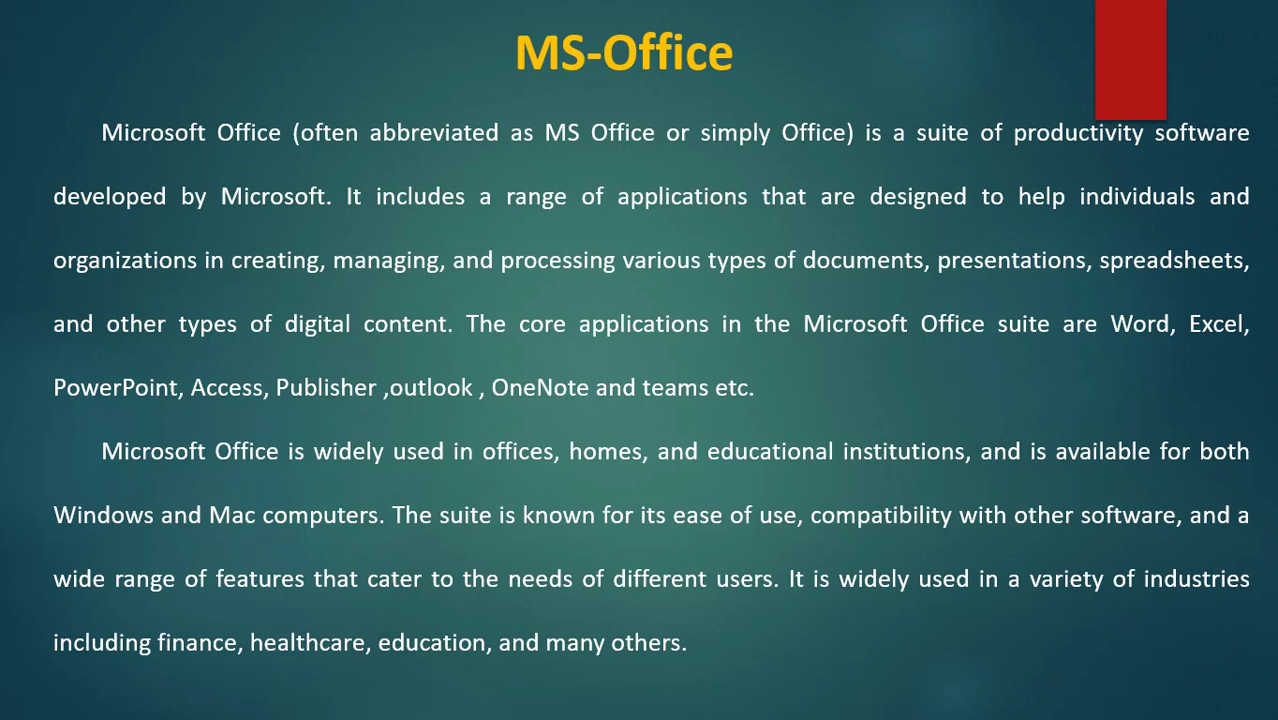 MS-Office
Microsoft Office (often abbreviated as MS Office or simply Office) is a suite of productivity software
developed by Microsoft. It includes a range of applications that are designed to help individuals and
organizations in creating, managing, and processing various types of documents, presentations, spreadsheets,
and other types of digital content. The core applications in the Microsoft Office suite are Word, Excel,
PowerPoint, Access, Publisher ,outlook , OneNote and teams etc.
Microsoft Office is widely used in offices, homes, and educational institutions, and is available for both
Windows and Mac computers. The suite is known for its ease of use, compatibility with other software, and a
wide range of features that cater to the needs of different users. It is widely used in a variety of industries
including finance, healthcare, education, and many others.